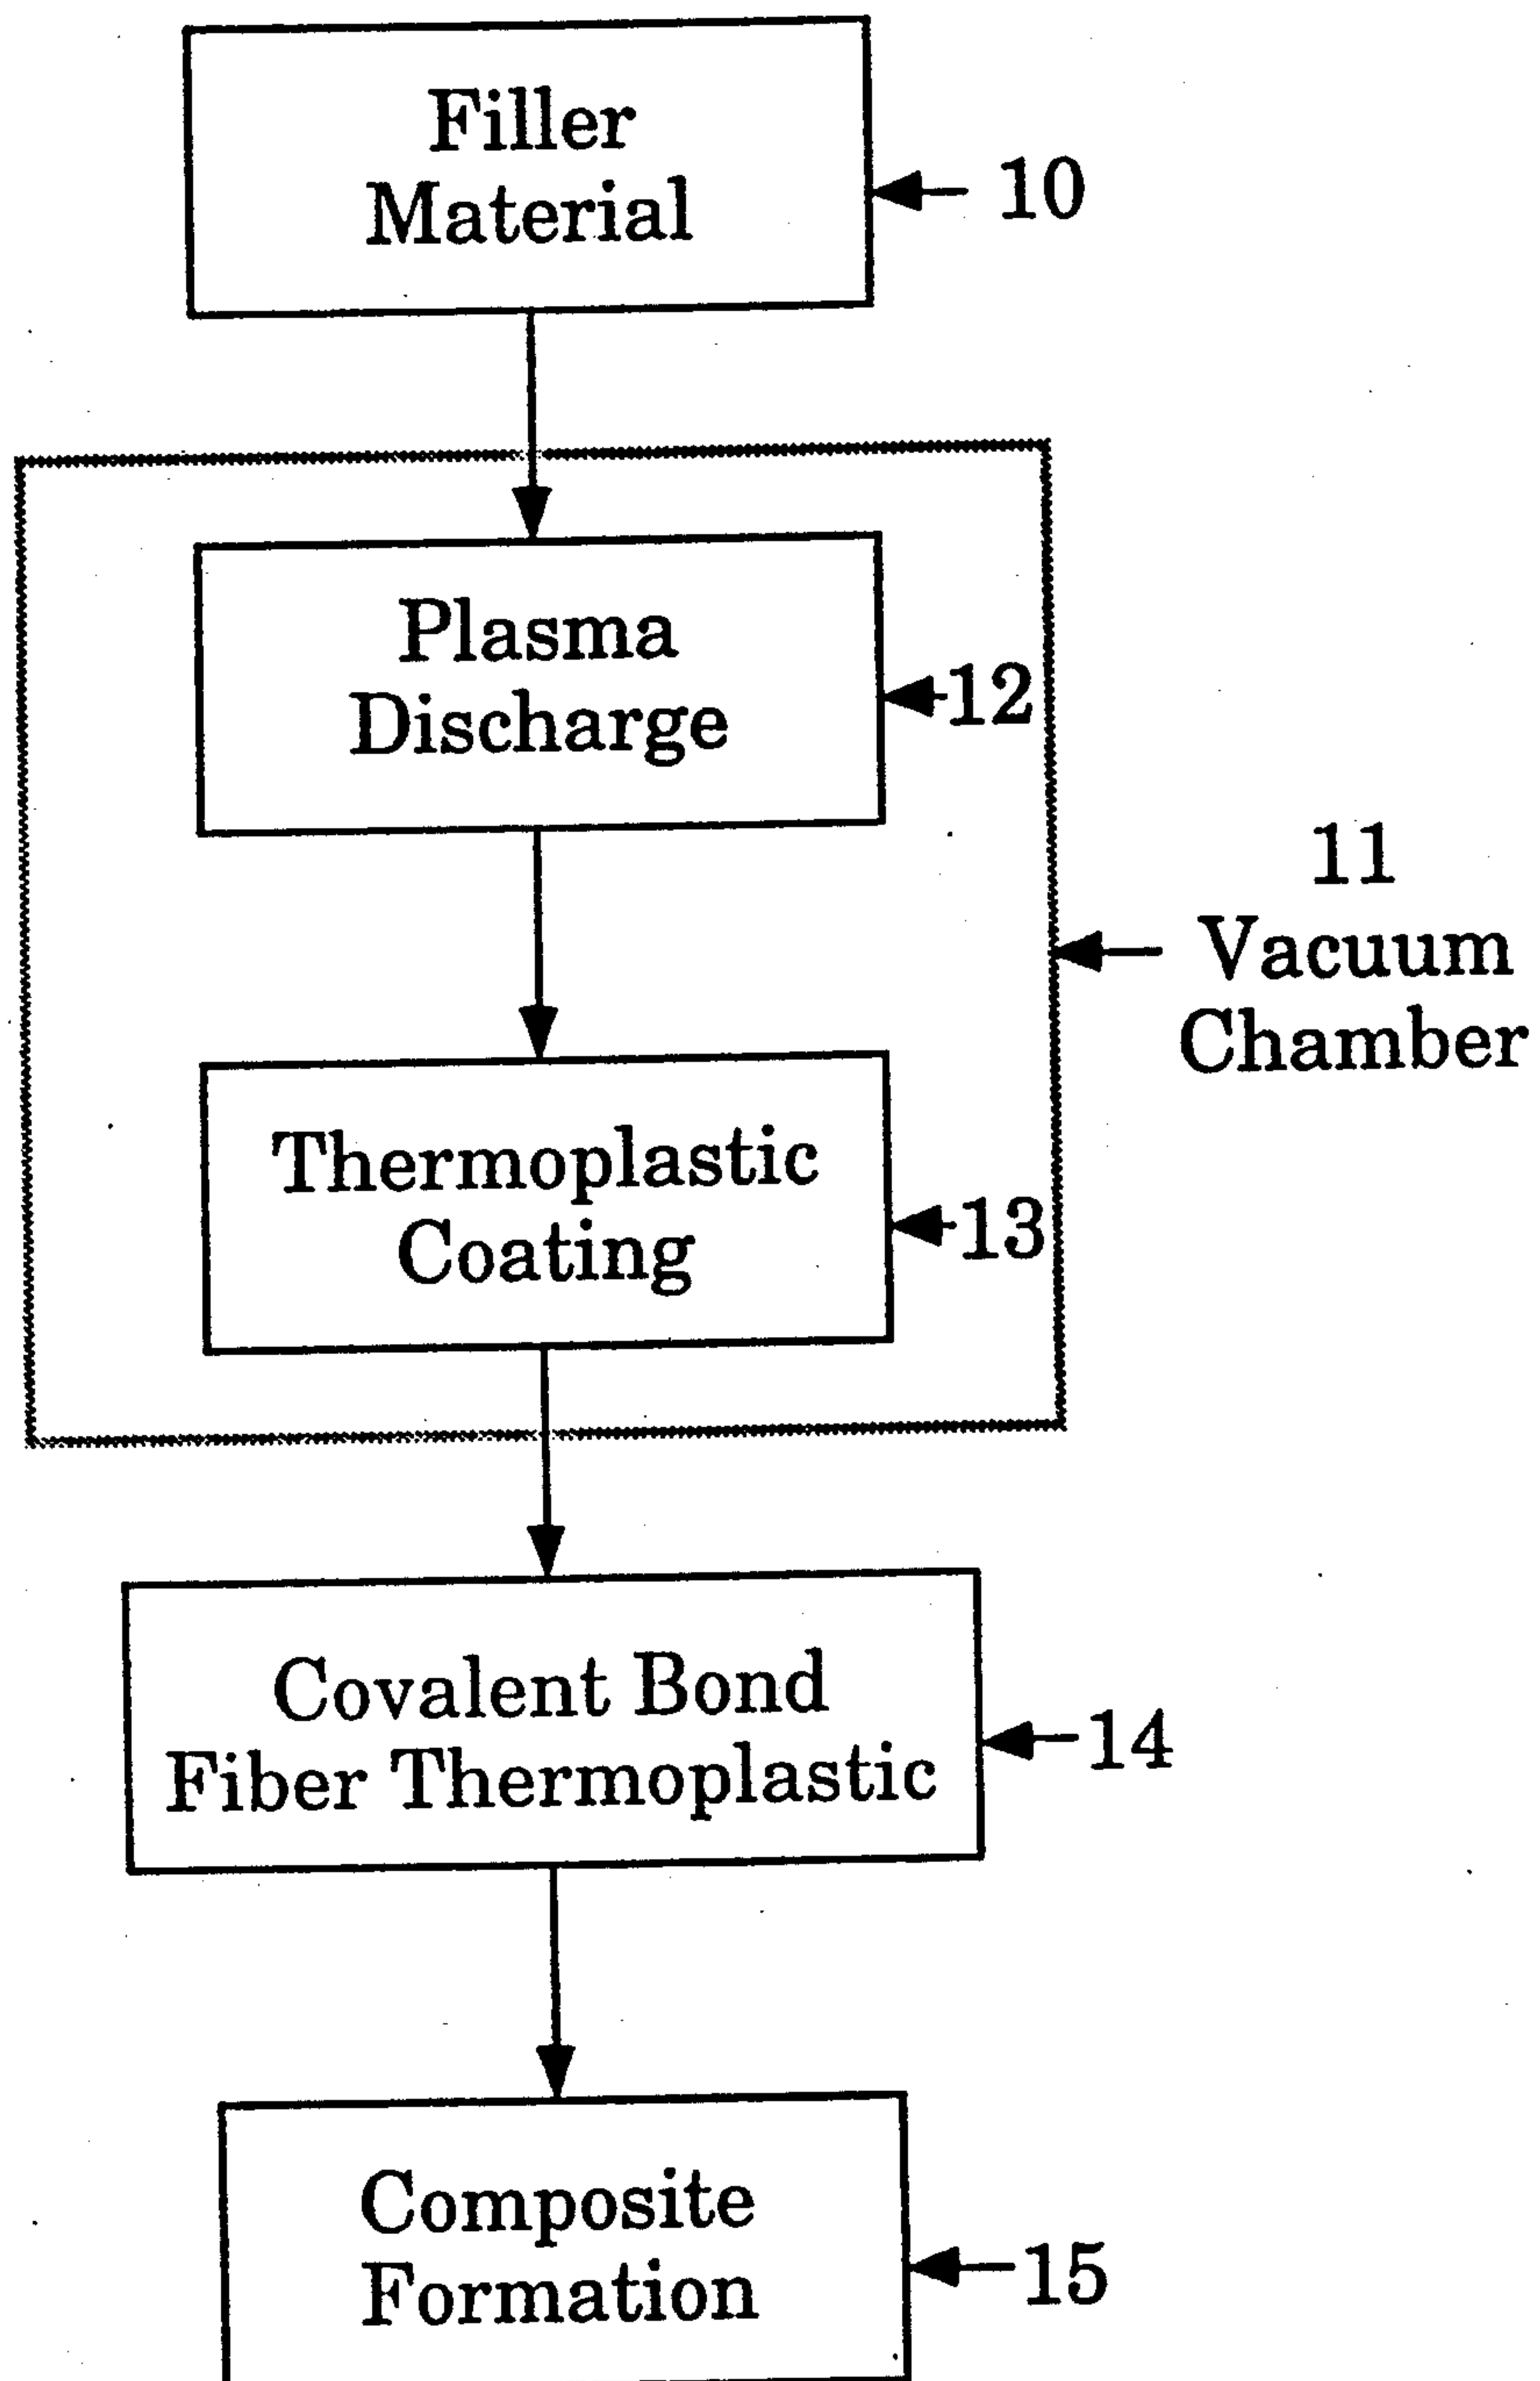 Filler
Material
10
Plasma
Discharge
12
11
Vacuum
Chamber
Thermoplastic
Coating
13
Covalent Bond
Fiber Thermoplastic
14
Composite
Formation
15